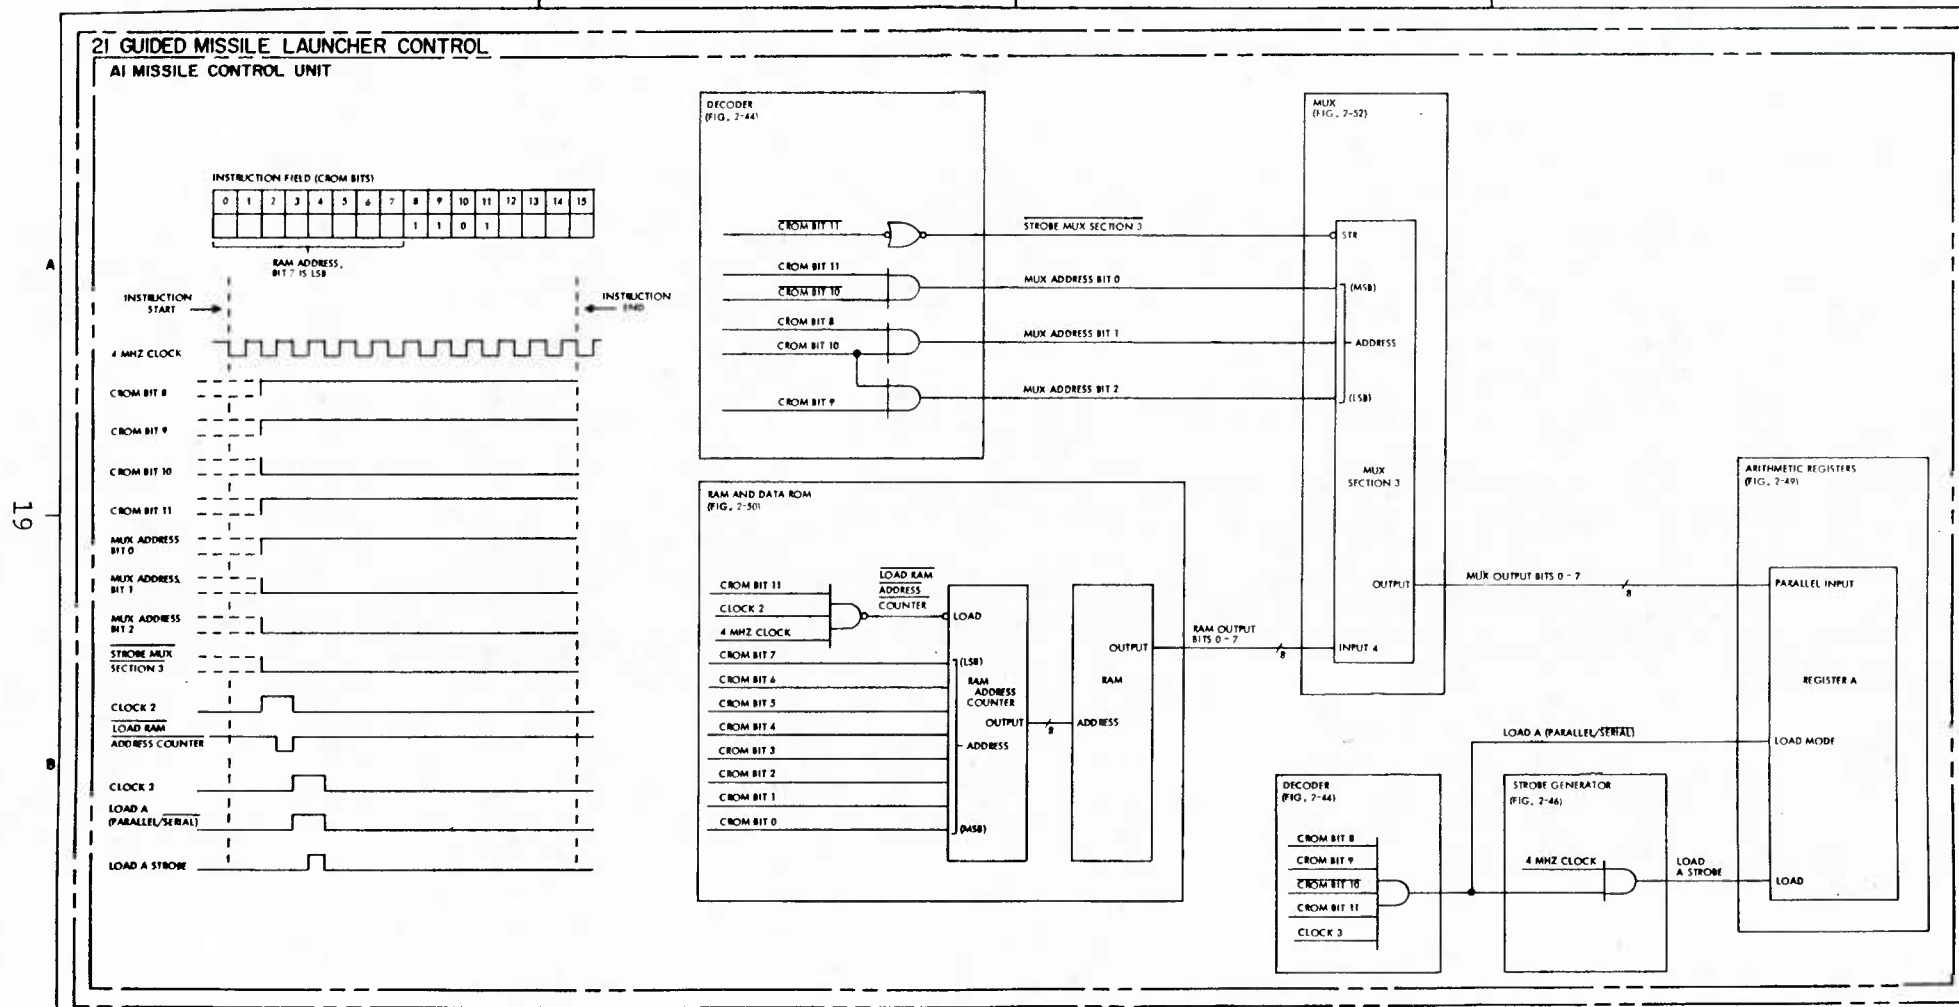 21 GUIDED MISSILE LAUNCHER CONTROL
A1 MISSILE CONTROL UNIT
INSTRUCTION FIELD (CROM BITS)
0 1 2 3 4 5 6 7 8 9 10 11 12 13 14 15
1 1 0 1
RAM ADDRESS,
BIT 7 IS LSB
INSTRUCTION
START
INSTRUCTION
END
4 MHZ CLOCK
CROM BIT 8
CROM BIT 9
CROM BIT 10
CROM BIT 11
MUX ADDRESS
BIT 0
MUX ADDRESS
BIT 1
MUX ADDRESS
BIT 2
STROBE MUX
SECTION 3
CLOCK 2
LOAD RAM
ADDRESS COUNTER
CLOCK 3
LOAD A
(PARALLEL/SERIAL)
LOAD A STROBE
A
B
19
DECODER
(FIG. 2-44)
CROM BIT 11
CROM BIT 11
CROM BIT 10
CROM BIT 8
CROM BIT 10
CROM BIT 9
STROBE MUX SECTION 3
MUX ADDRESS BIT 0
MUX ADDRESS BIT 1
MUX ADDRESS BIT 2
MUX
(FIG. 2-52)
STR
(MSB)
ADDRESS
(LSB)
MUX
SECTION 3
OUTPUT
INPUT 4
RAM AND DATA ROM
(FIG. 2-50)
CROM BIT 11
CLOCK 2
4 MHZ CLOCK
LOAD RAM
ADDRESS
COUNTER
LOAD
CROM BIT 7
CROM BIT 6
CROM BIT 5
CROM BIT 4
CROM BIT 3
CROM BIT 2
CROM BIT 1
CROM BIT 0
(LSB)
RAM
ADDRESS
COUNTER
OUTPUT
ADDRESS
(MSB)
8
OUTPUT
RAM
ADDRESS
RAM OUTPUT
BITS 0 - 7
8
MUX OUTPUT BITS 0 - 7
8
ARITHMETIC REGISTERS
(FIG. 2-49)
PARALLEL INPUT
REGISTER A
LOAD MODE
LOAD
LOAD A (PARALLEL/SERIAL)
DECODER
(FIG. 2-44)
CROM BIT 8
CROM BIT 9
CROM BIT 10
CROM BIT 11
CLOCK 3
STROBE GENERATOR
(FIG. 2-46)
4 MHZ CLOCK
LOAD
A STROBE